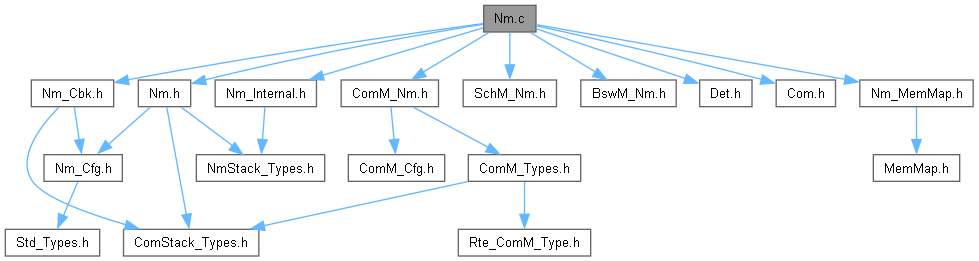 Nm.c
Nm_Cbk.h
Nm.h
Nm_Internal.h
ComM_Nm.h
SchM_Nm.h
BswM_Nm.h
Det.h
Com.h
Nm_MemMap.h
Nm_Cfg.h
NmStack_Types.h
ComM_Cfg.h
ComM_Types.h
MemMap.h
Std_Types.h
ComStack_Types.h
Rte_ComM_Type.h